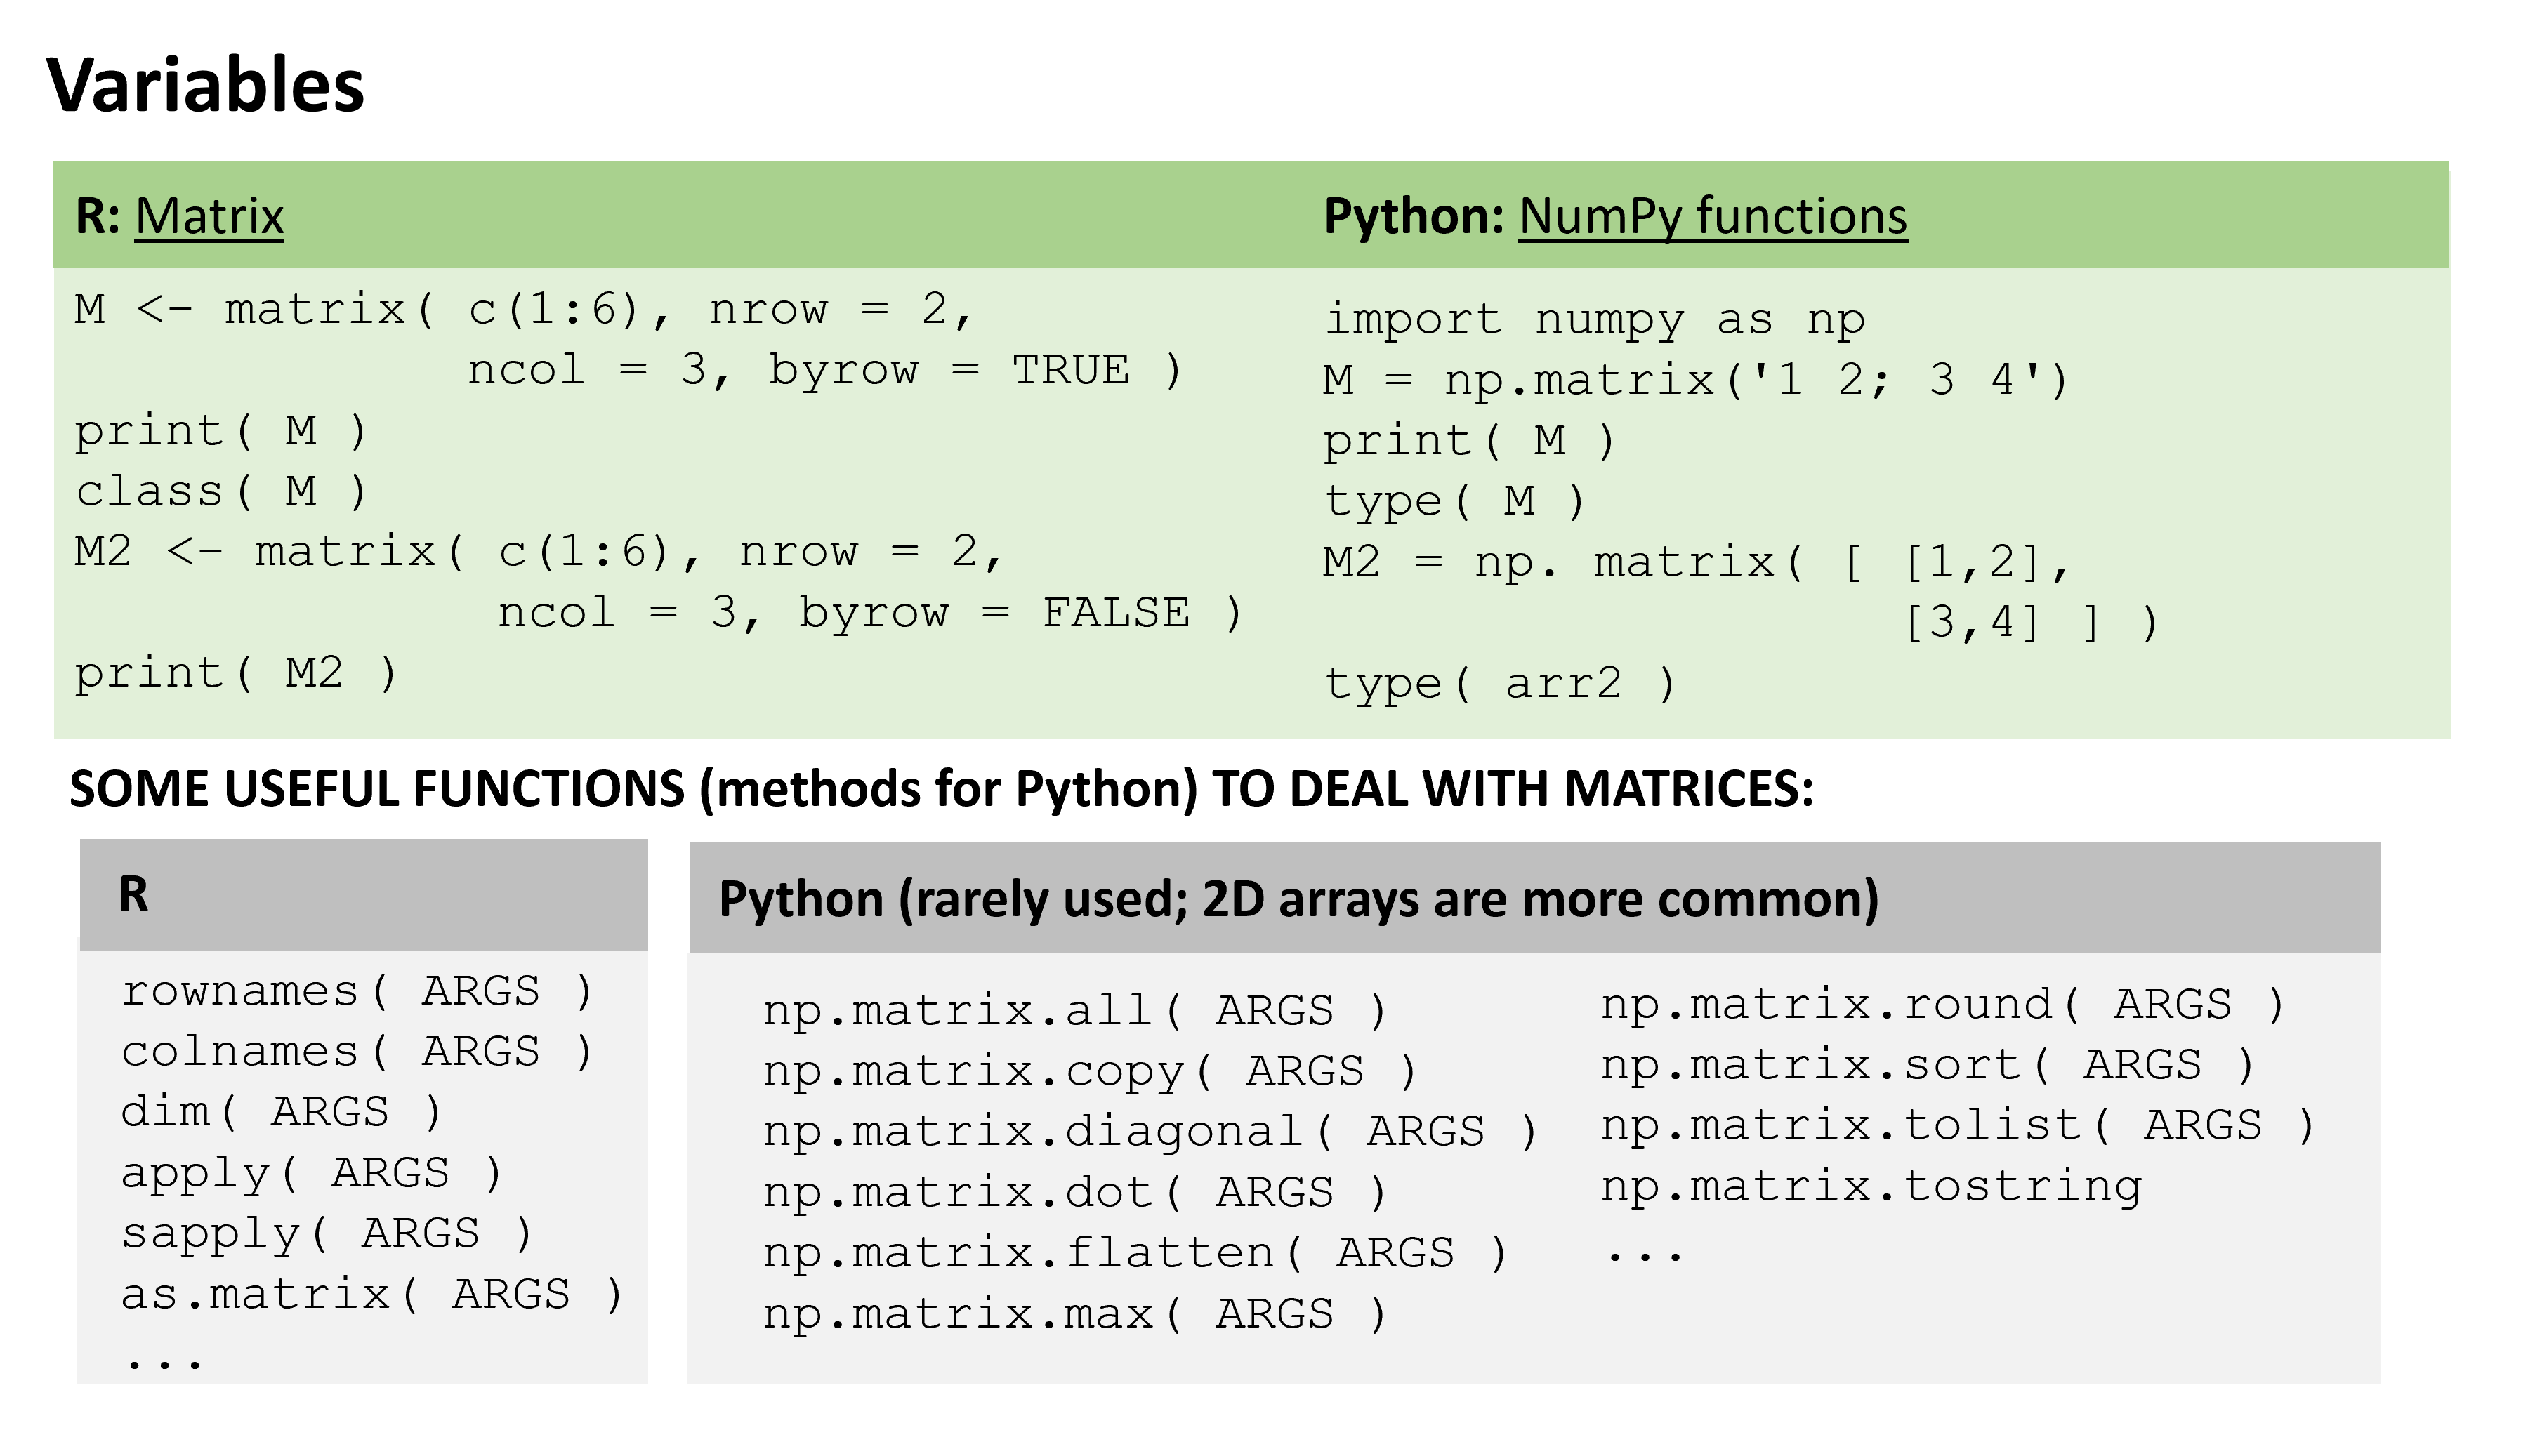 Variables
R: Matrix
M <- matrix( c(1:6), nrow = 2,
ncol = 3, byrow = TRUE )
print( M )
class( M )
M2 <- matrix( c(1:6), nrow = 2,
ncol = 3, byrow = FALSE )
print( M2 )
Python: NumPy functions
import numpy as np
M = np.matrix('1 2; 3 4')
print( M )
type( M )
M2 = np. matrix( [ [1,2],
[3,4] ] )
type( arr2 )
SOME USEFUL FUNCTIONS (methods for Python) TO DEAL WITH MATRICES:
R
rownames( ARGS )
colnames( ARGS )
dim( ARGS )
apply( ARGS )
sapply( ARGS )
as.matrix( ARGS )
...
Python (rarely used; 2D arrays are more common)
np.matrix.all( ARGS )
np.matrix.copy( ARGS )
np.matrix.diagonal( ARGS )
np.matrix.dot( ARGS )
np.matrix.flatten( ARGS )
np.matrix.max( ARGS )
np.matrix.round( ARGS )
np.matrix.sort( ARGS )
np.matrix.tolist( ARGS )
np.matrix.tostring
...